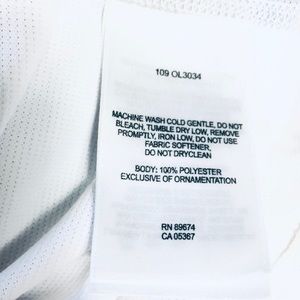 109 OL3034
MACHINE WASH COLD GENTLE, DO NOT
BLEACH, TUMBLE DRY LOW, REMOVE
PROMPTLY, IRON LOW, DO NOT USE
FABRIC SOFTENER,
DO NOT DRYCLEAN
BODY: 100% POLYESTER
EXCLUSIVE OF ORNAMENTATION
RN 89674
CA 05367